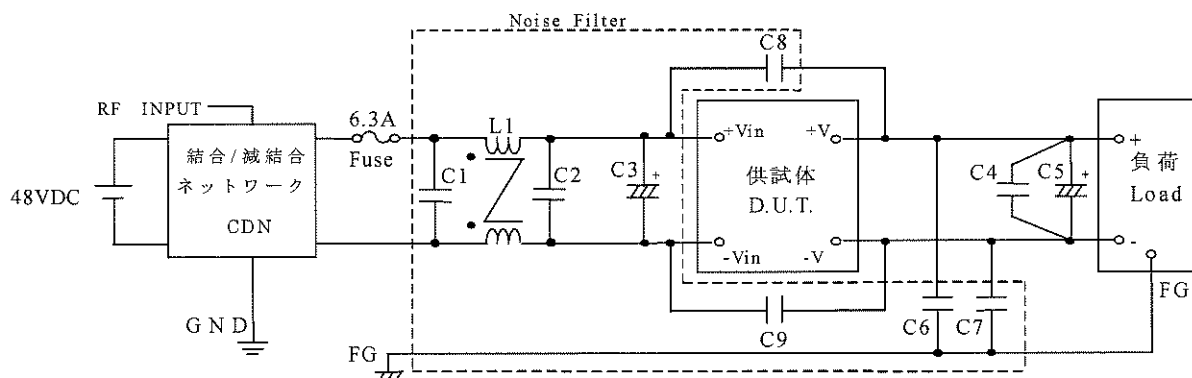 Noise Filter
C8
RF INPUT
6.3A
Fuse
L1
+Vin
+V
+
結合/減結合
ネットワーク
CDN
C1
C2
C3
+
供試体
D.U.T.
C4
C5
+
負荷
Load
48VDC
-Vin
-V
-
FG
GND
C9
C6
C7
FG